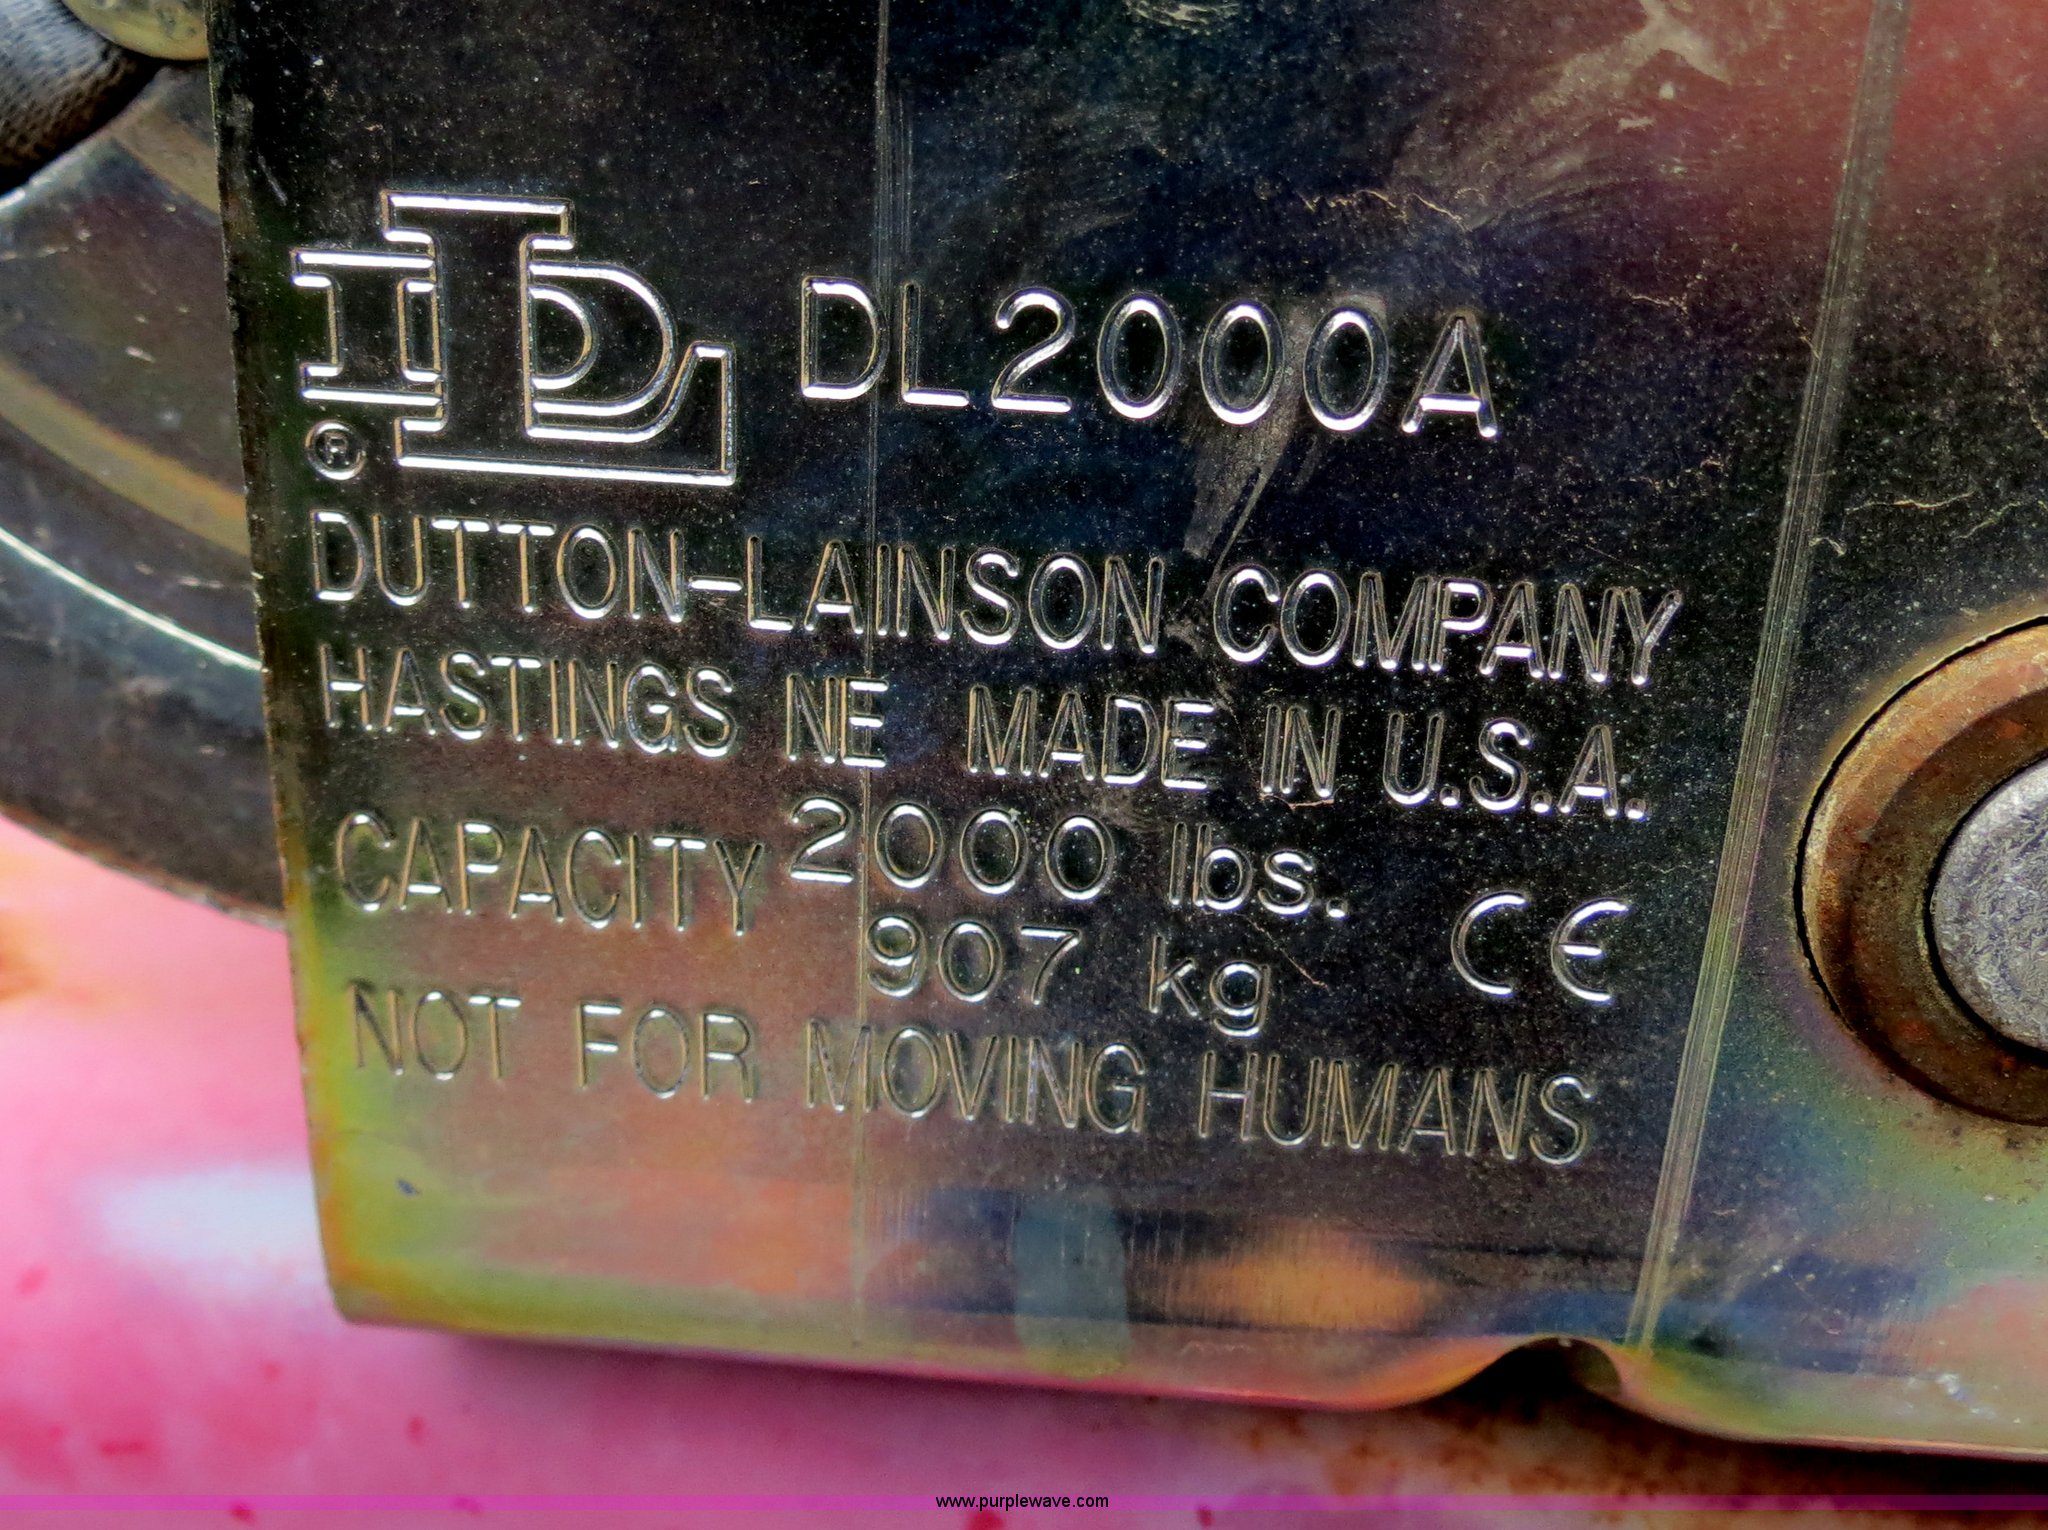 DL DL2000A
®
DUTTON-LAINSON COMPANY
HASTINGS NE MADE IN U.S.A.
CAPACITY 2000 lbs.
907 kg CE
NOT FOR MOVING HUMANS
www.purplewave.com